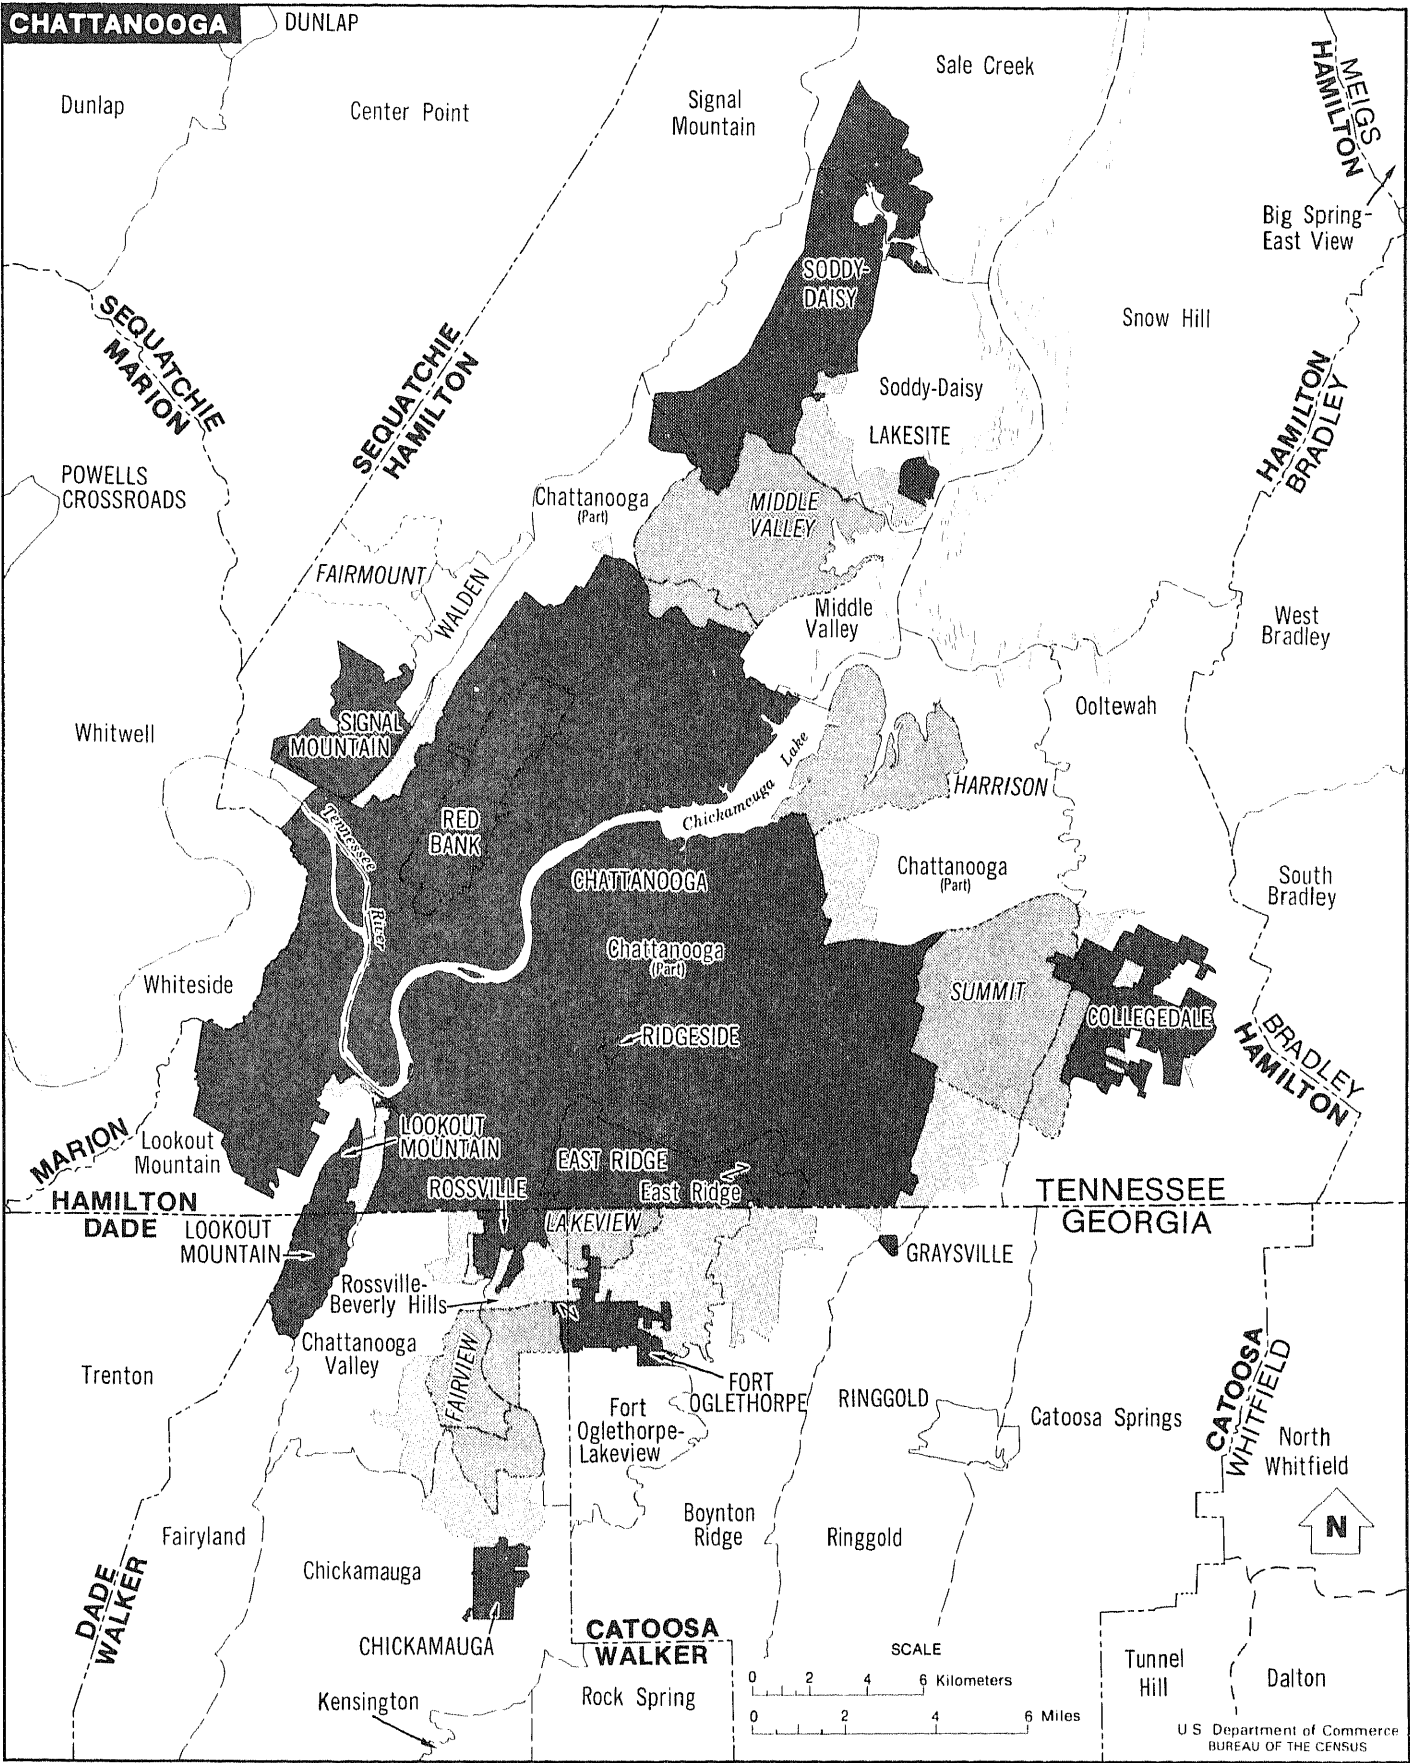 CHATTANOOGA
DUNLAP
Dunlap
Center Point
Signal
Mountain
Sale Creek
MEIGS
HAMILTON
Big Spring-
East View
SODDY-
DAISY
Snow Hill
SEQUATCHIE
MARION
SEQUATCHIE
HAMILTON
Soddy-Daisy
LAKESITE
HAMILTON
BRADLEY
POWELLS
CROSSROADS
Chattanooga
(Part)
MIDDLE
VALLEY
FAIRMOUNT
WALDEN
Middle
Valley
West
Bradley
Ooltewah
Whitwell
SIGNAL
MOUNTAIN
Chickamauga Lake
HARRISON
Tennessee
River
RED
BANK
CHATTANOOGA
Chattanooga
(Part)
South
Bradley
Chattanooga
(Part)
Whiteside
SUMMIT
COLLEGEDALE
RIDGESIDE
BRADLEY
HAMILTON
MARION
HAMILTON
DADE
Lookout
Mountain
LOOKOUT
MOUNTAIN
EAST RIDGE
East Ridge
ROSSVILLE
TENNESSEE
GEORGIA
LAKEVIEW
LOOKOUT
MOUNTAIN
GRAYSVILLE
Rossville-
Beverly Hills
Chattanooga
Valley
FAIRVIEW
Trenton
FORT
OGLETHORPE
Fort
Oglethorpe-
Lakeview
RINGGOLD
Catoosa Springs
CATOOSA
WHITFIELD
North
Whitfield
N
Fairyland
Boynton
Ridge
Ringgold
Chickamauga
DADE
WALKER
CHICKAMAUGA
CATOOSA
WALKER
Kensington
Rock Spring
SCALE
0 2 4 6 Kilometers
0 2 4 6 Miles
Tunnel
Hill
Dalton
U S Department of Commerce
BUREAU OF THE CENSUS